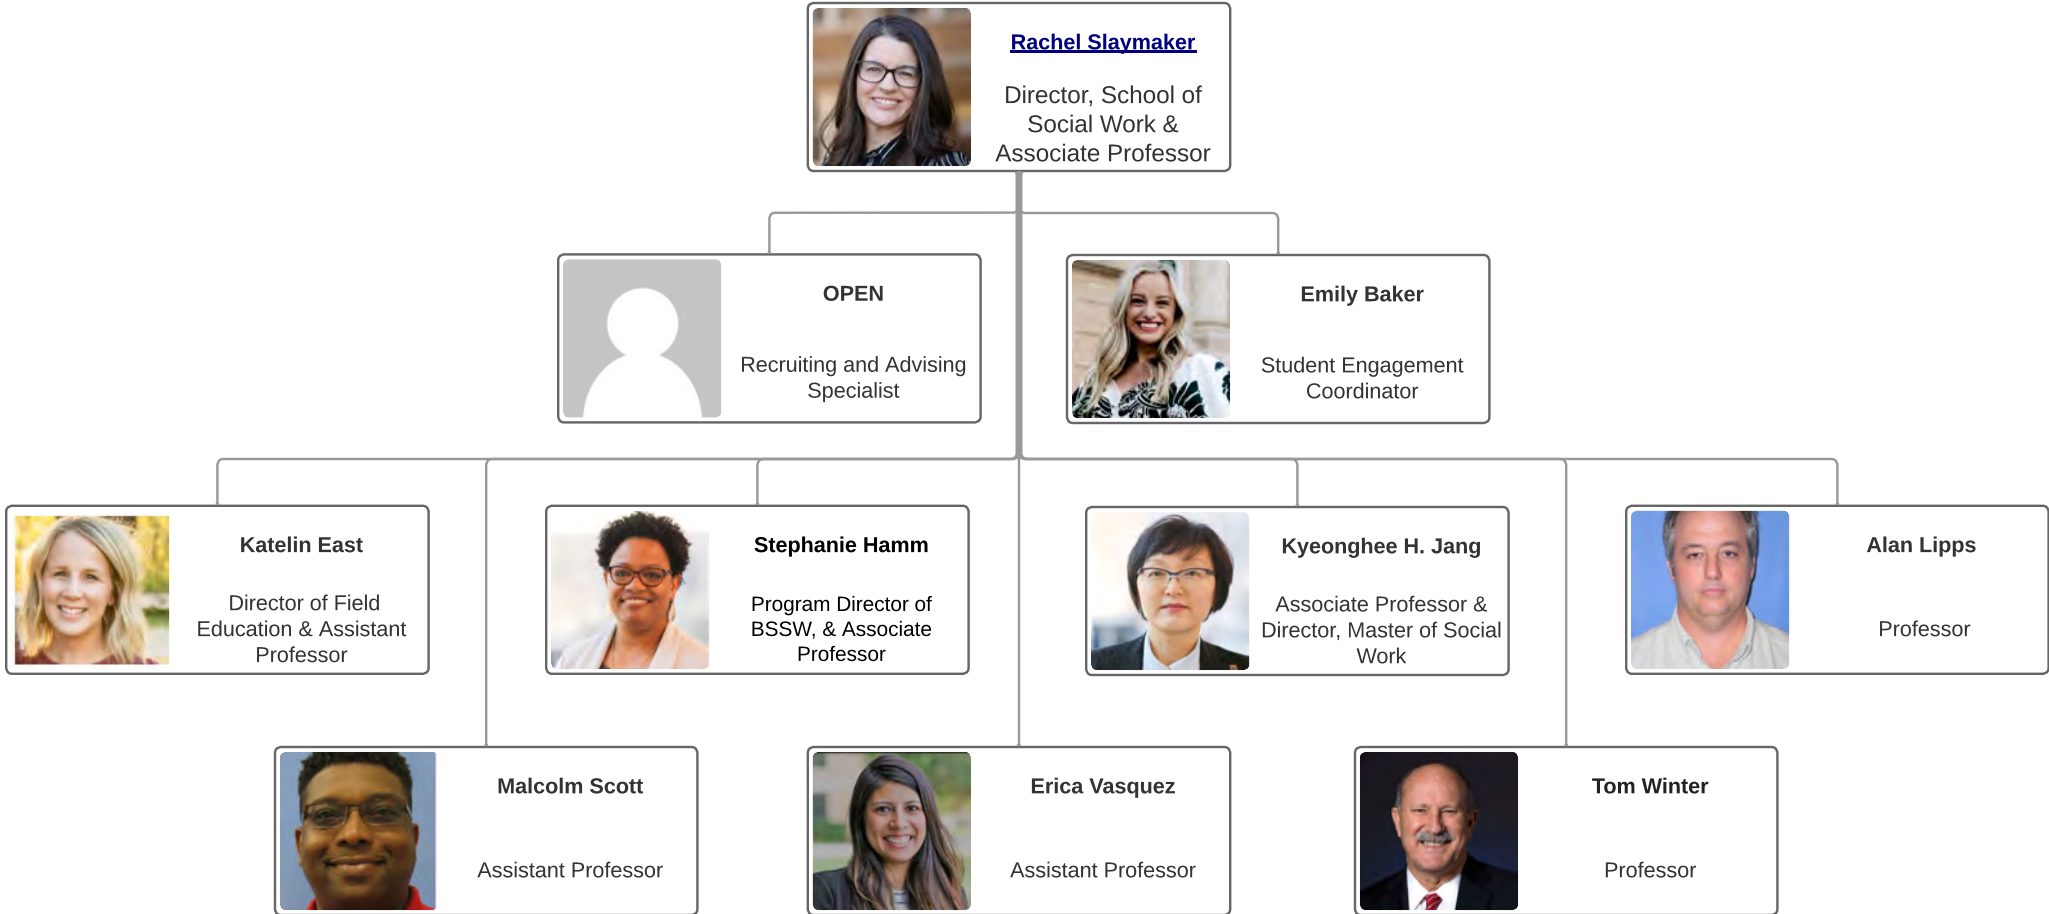 Rachel Slaymaker
Director, School of
Social Work &
Associate Professor
OPEN
Recruiting and Advising
Specialist
Emily Baker
Student Engagement
Coordinator
Katelin East
Director of Field
Education & Assistant
Professor
Stephanie Hamm
Program Director of
BSSW, & Associate
Professor
Kyeonghee H. Jang
Associate Professor &
Director, Master of Social
Work
Alan Lipps
Professor
Malcolm Scott
Assistant Professor
Erica Vasquez
Assistant Professor
Tom Winter
Professor